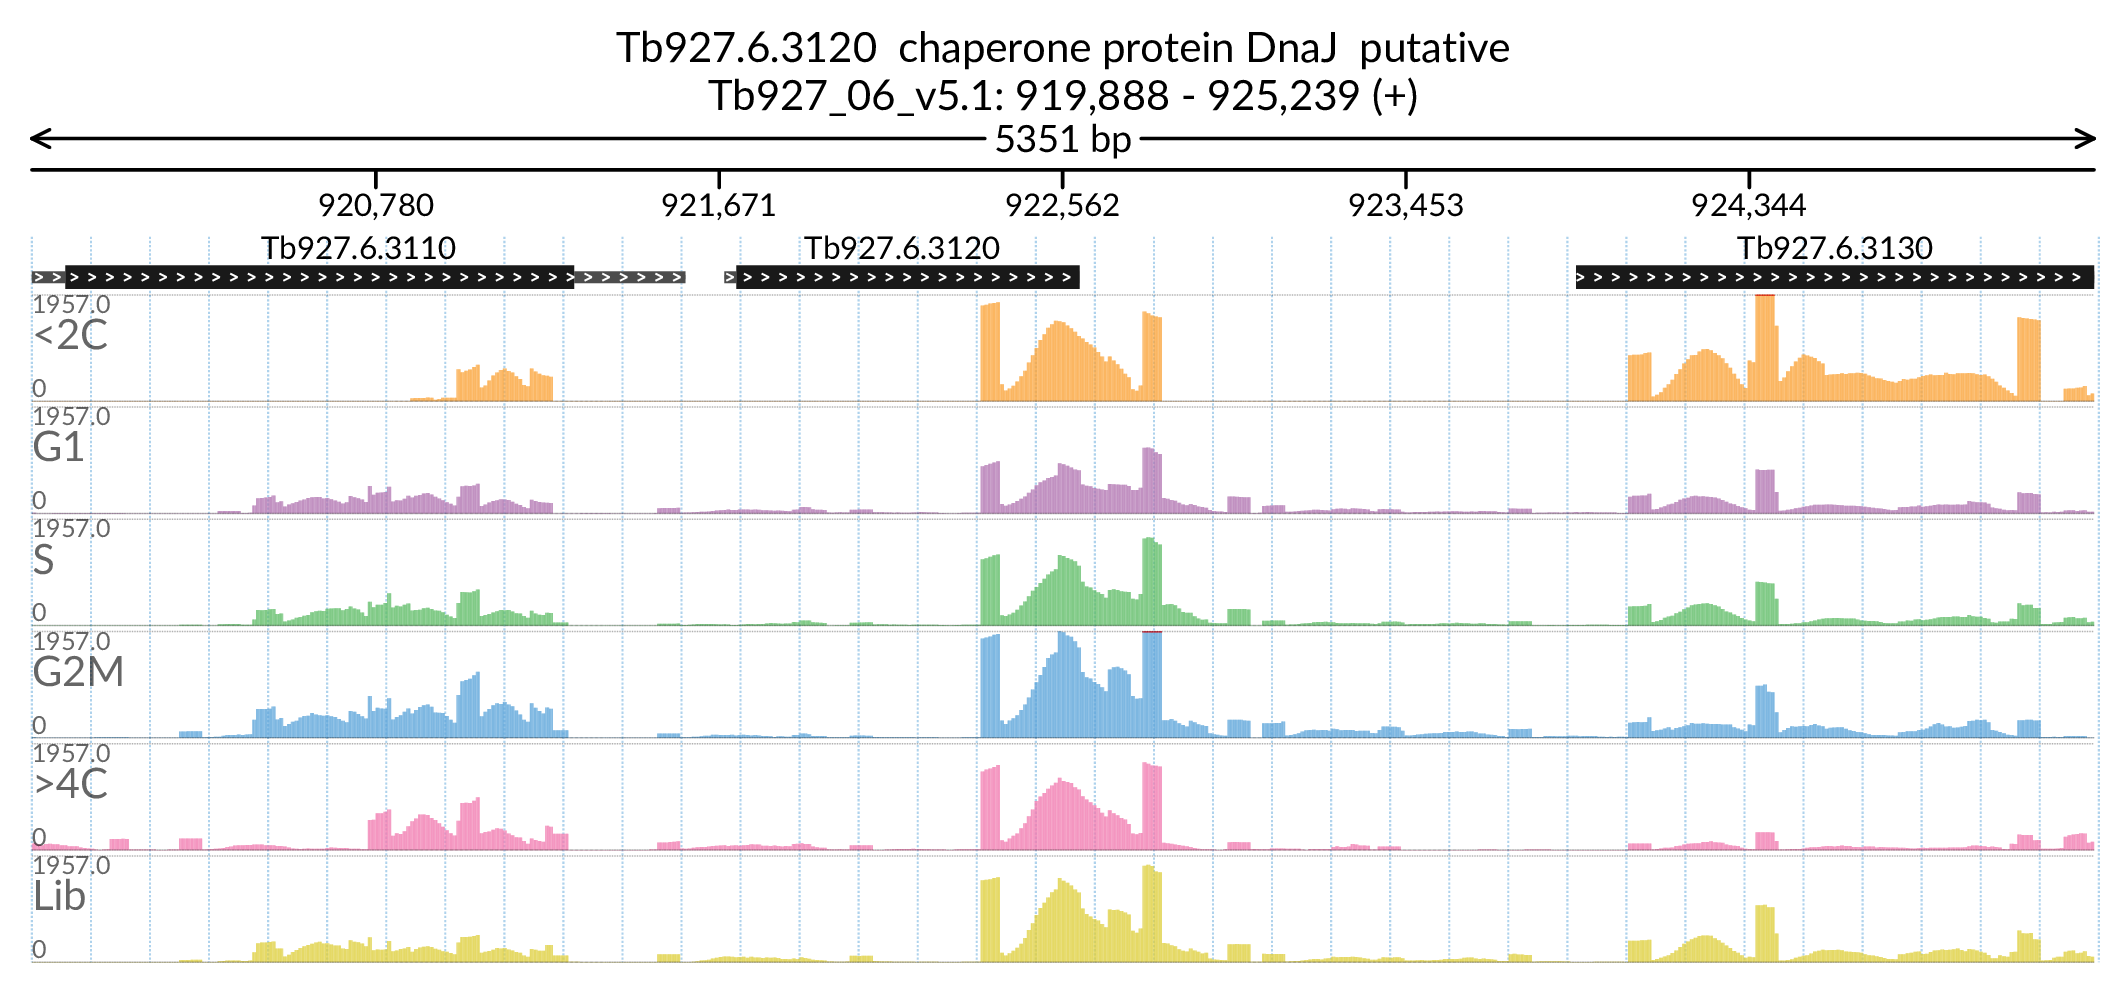 Tb927.6.3120 chaperone protein DnaJ putative
Tb927_06_v5.1: 919,888 - 925,239 (+)
5351 bp
920,780 921,671 922,562 923,453 924,344
Tb927.6.3110 Tb927.6.3120 Tb927.6.3130
1957.0
<2C
0
1957.0
G1
0
1957.0
S
0
1957.0
G2M
0
1957.0
>4C
0
1957.0
Lib
0